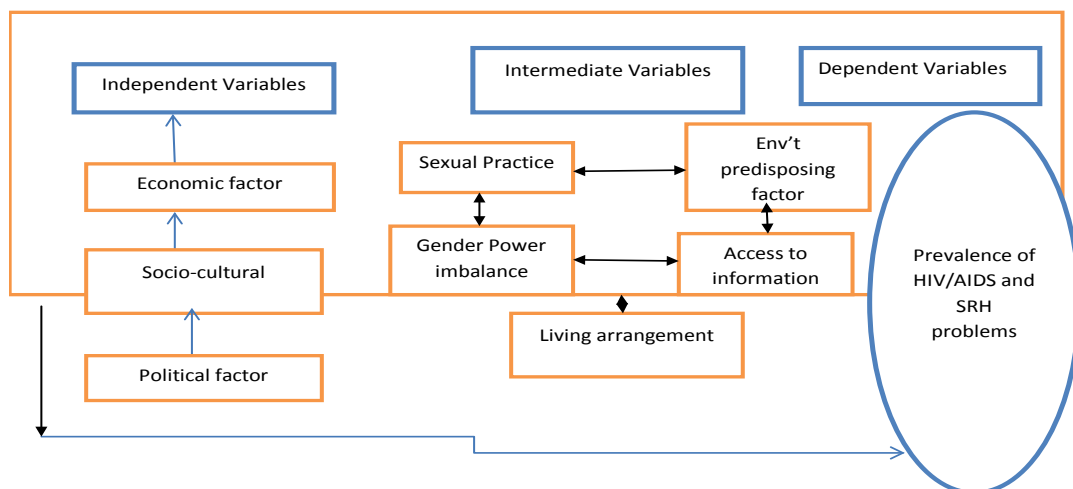 Independent Variables
Intermediate Variables
Dependent Variables
Economic factor
Socio-cultural
Political factor
Sexual Practice
Env't
predisposing
factor
Gender Power
imbalance
Access to
information
Living arrangement
Prevalence of
HIV/AIDS and
SRH
problems